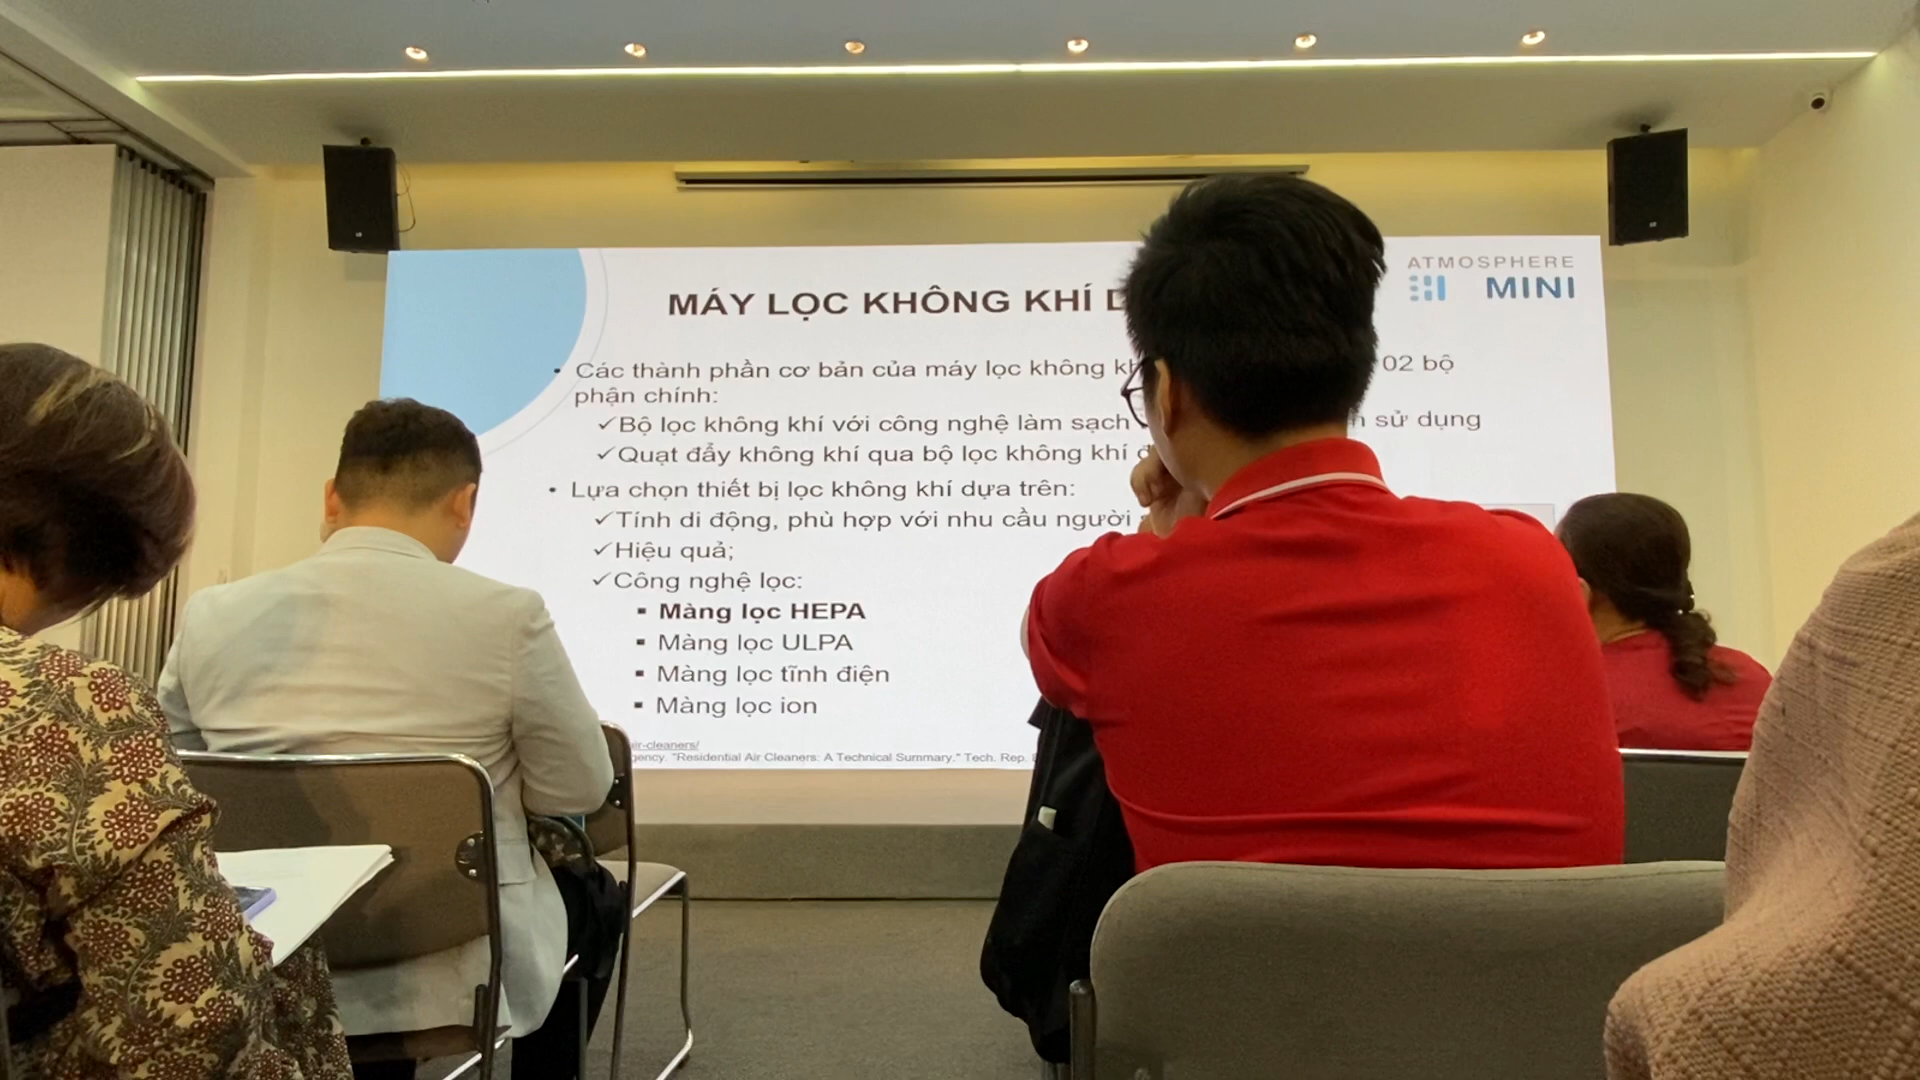 ATMOSPHERE
MINI
MÁY LỌC KHÔNG KHÍ
• Các thành phần cơ bản của máy lọc không 02 bộ
phận chính:
✓Bộ lọc không khí với công nghệ làm sạch sử dụng
✓Quạt đẩy không khí qua bộ lọc không khí
• Lựa chọn thiết bị lọc không khí dựa trên:
✓Tính di động, phù hợp với nhu cầu người
✓Hiệu quả;
✓Công nghệ lọc:
▪ Màng lọc HEPA
▪ Màng lọc ULPA
▪ Màng lọc tĩnh điện
▪ Màng lọc ion
air-cleaners/
"Residential Air Cleaners: A Technical Summary." Tech. Rep.